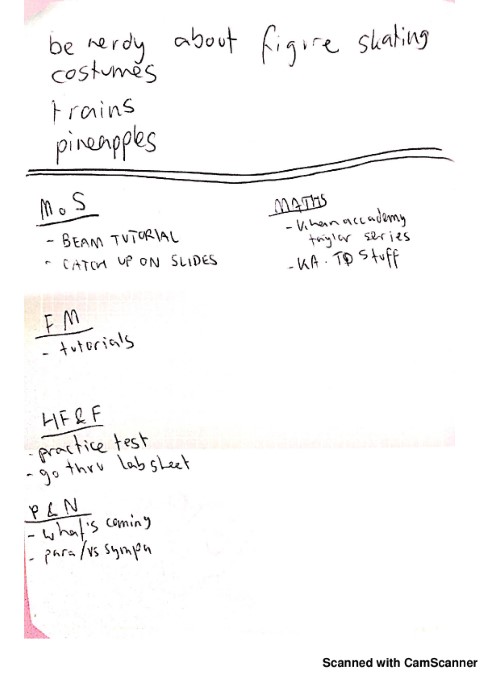 be nerdy about figure skating
costumes
trains
pineapples
M.S
- BEAM TUTORIAL
- CATCH UP ON SLIDES
MATHS
- Khan accademy
taylor series
- KA. TD Stuff
FM
- tutorials
HF&F
- practice test
- go thru lab sheet
P&N
- what's coming
- para/vs sympa
Scanned with CamScanner